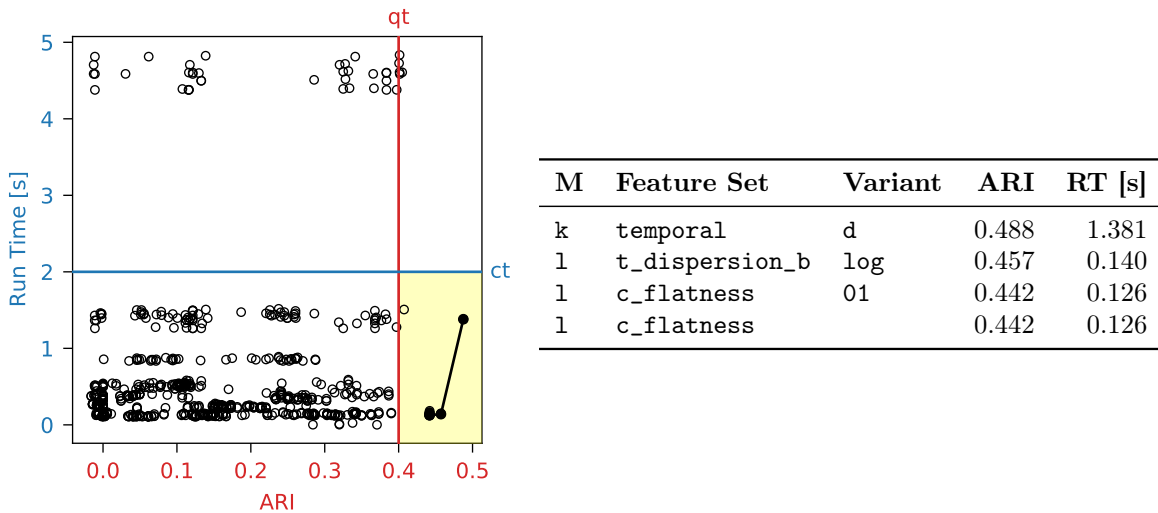 qt
5
4
3
2
1
0
Run Time [s]
ct
0.0 0.1 0.2 0.3 0.4 0.5
ARI
M Feature Set Variant ARI RT [s]
k temporal d 0.488 1.381
l t_dispersion_b log 0.457 0.140
l c_flatness 01 0.442 0.126
l c_flatness 0.442 0.126